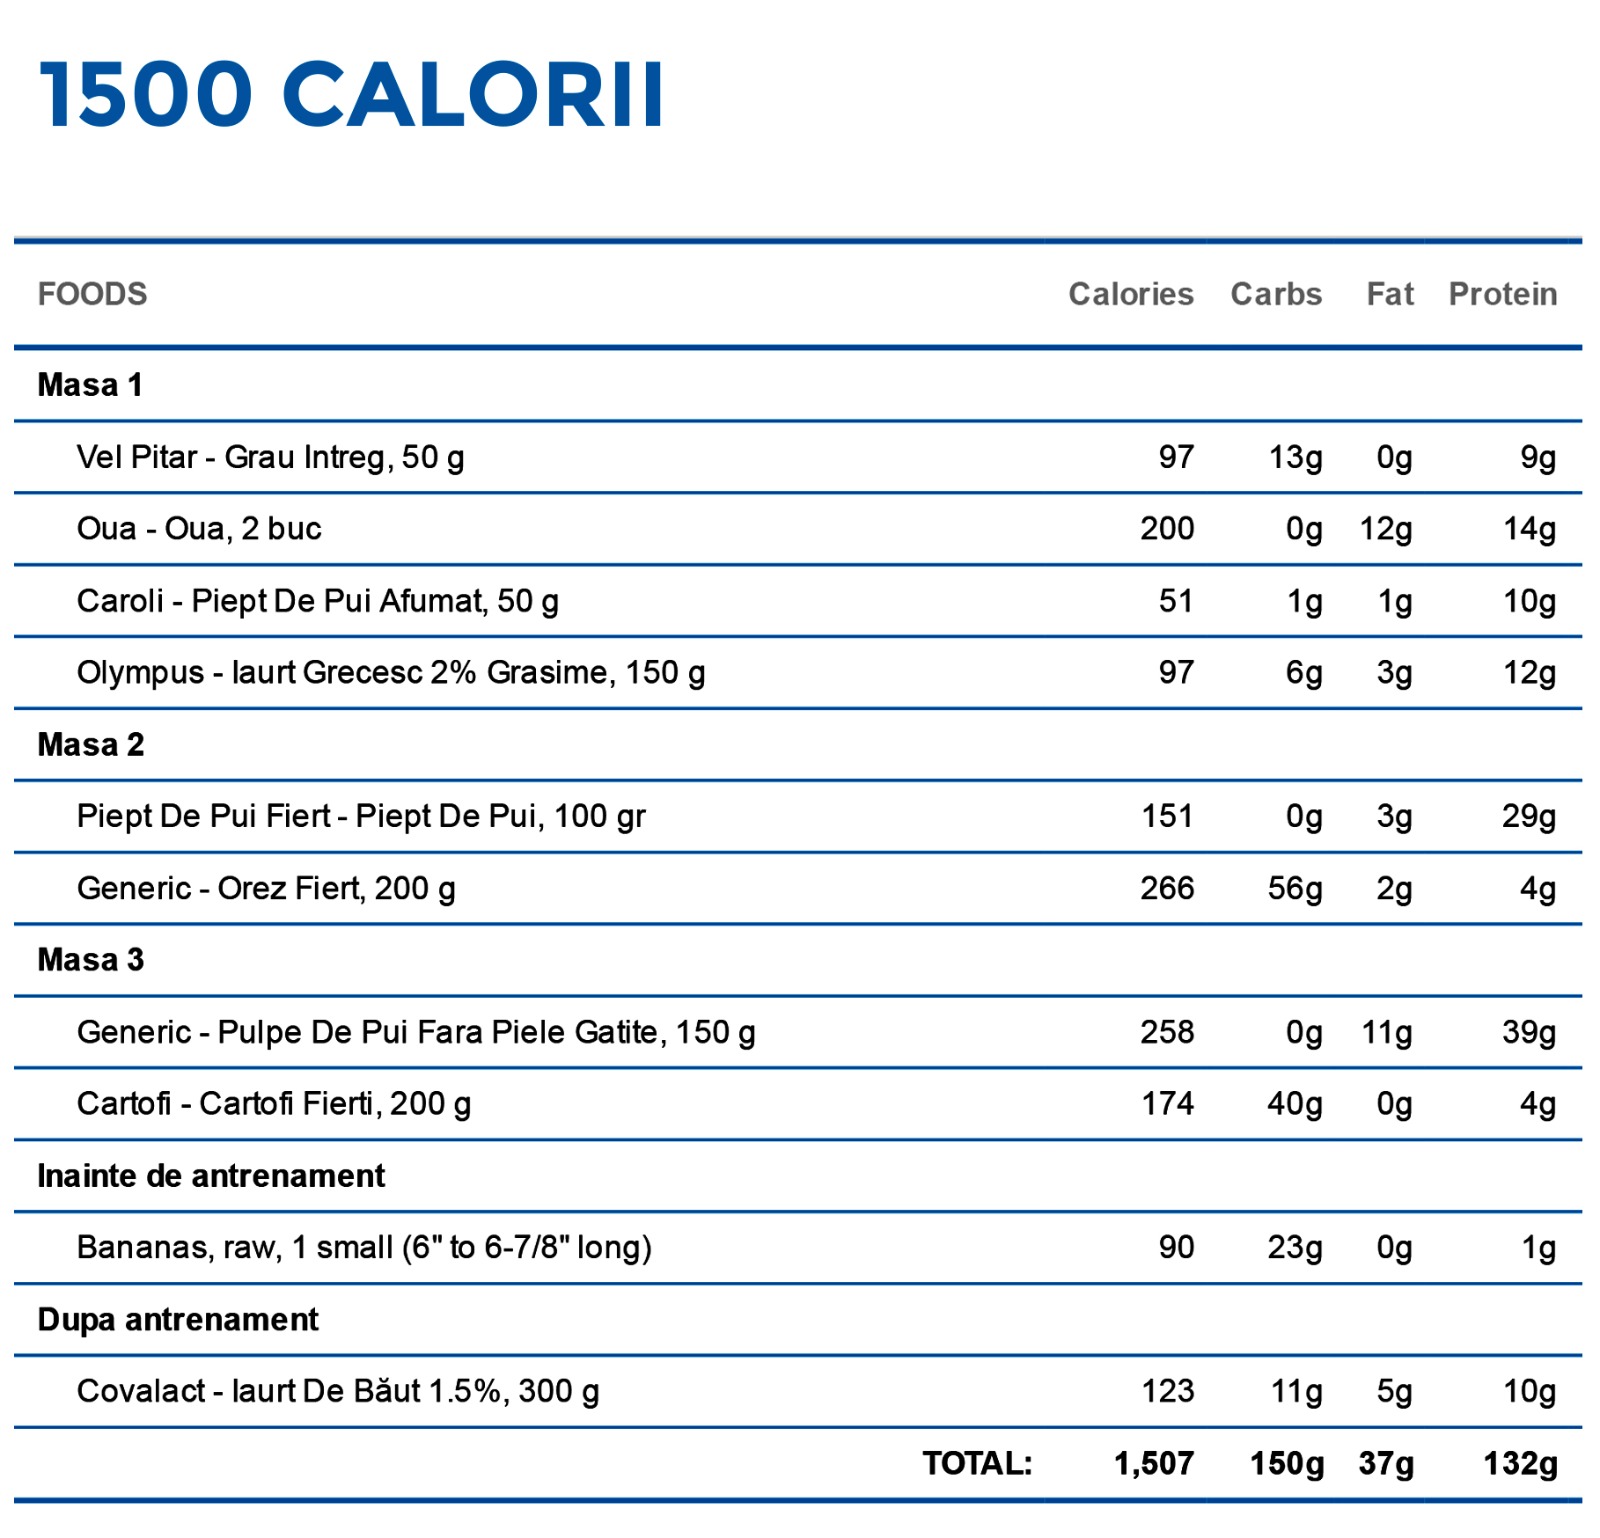 1500 CALORII
FOODS Calories Carbs Fat Protein
Masa 1
Vel Pitar - Grau Intreg, 50 g 97 13g 0g 9g
Oua - Oua, 2 buc 200 0g 12g 14g
Caroli - Piept De Pui Afumat, 50 g 51 1g 1g 10g
Olympus - Iaurt Grecesc 2% Grasime, 150 g 97 6g 3g 12g
Masa 2
Piept De Pui Fiert - Piept De Pui, 100 gr 151 0g 3g 29g
Generic - Orez Fiert, 200 g 266 56g 2g 4g
Masa 3
Generic - Pulpe De Pui Fara Piele Gatite, 150 g 258 0g 11g 39g
Cartofi - Cartofi Fierti, 200 g 174 40g 0g 4g
Inainte de antrenament
Bananas, raw, 1 small (6" to 6-7/8" long) 90 23g 0g 1g
Dupa antrenament
Covalact - Iaurt De Băut 1.5%, 300 g 123 11g 5g 10g
TOTAL: 1,507 150g 37g 132g